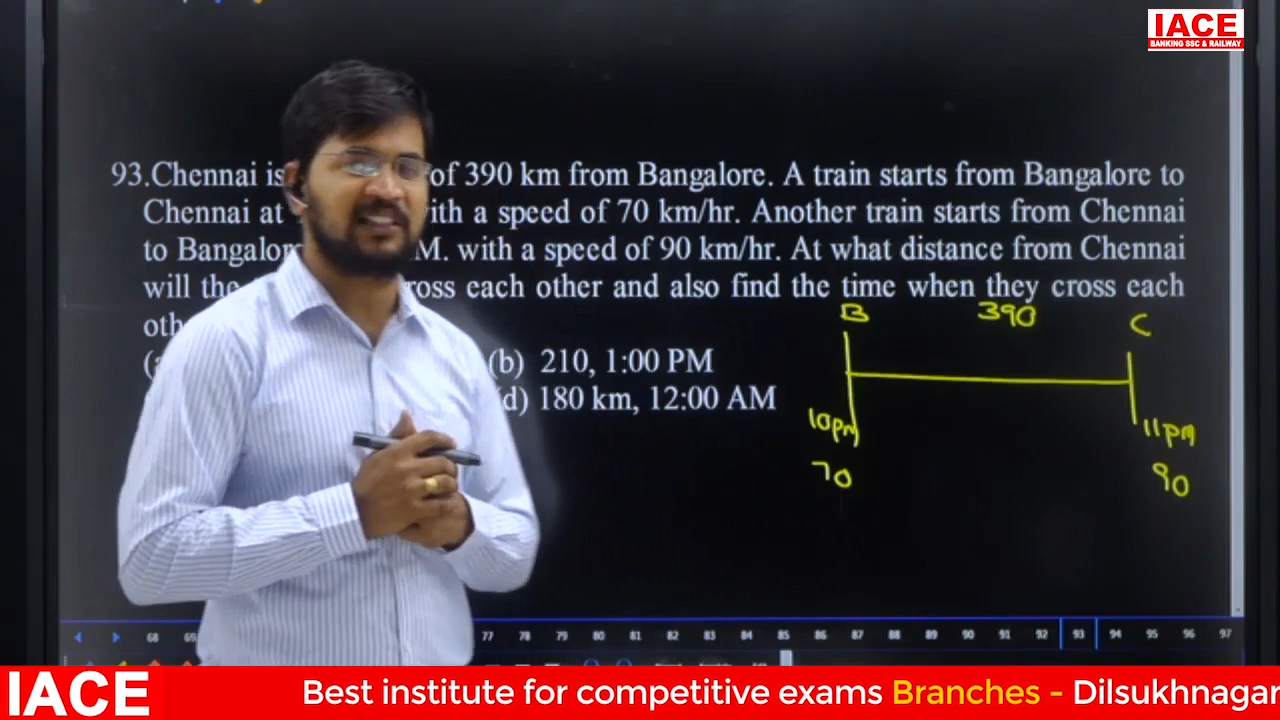 IACE
BANKING SSC & RAILWAY
93.Chennai is of 390 km from Bangalore. A train starts from Bangalore to
Chennai at with a speed of 70 km/hr. Another train starts from Chennai
to Bangalore M. with a speed of 90 km/hr. At what distance from Chennai
will the cross each other and also find the time when they cross each
(b) 210, 1:00 PM
(d) 180 km, 12:00 AM
B 390 C
10pm 11pm
70 90
68 69 77 78 79 80 81 82 83 84 85 86 87 88 89 90 91 92 93 94 95 96 97
IACE Best institute for competitive exams Branches - Dilsukhnagar